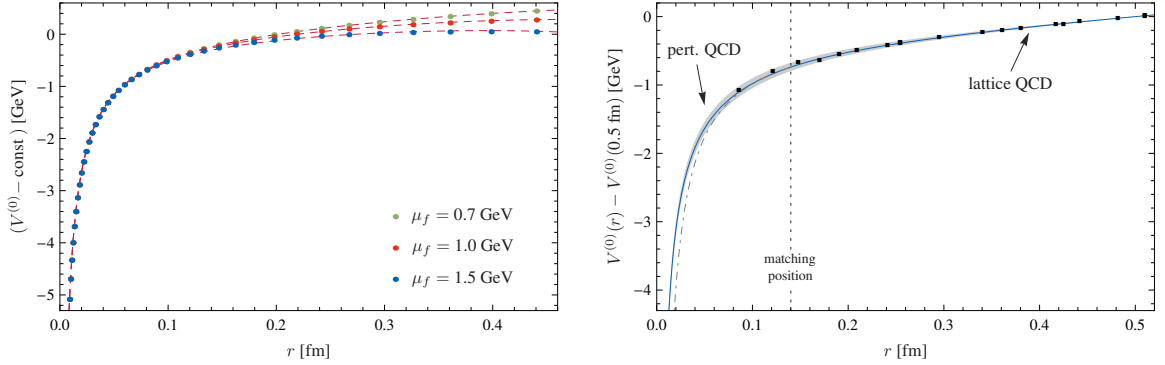 (V^(0) − const) [GeV]
0
−1
−2
−3
−4
−5
0.0 0.1 0.2 0.3 0.4
r [fm]
μ_f = 0.7 GeV
μ_f = 1.0 GeV
μ_f = 1.5 GeV
V^(0)(r) − V^(0)(0.5 fm) [GeV]
0
−1
−2
−3
−4
pert. QCD
lattice QCD
matching
position
0.0 0.1 0.2 0.3 0.4 0.5
r [fm]